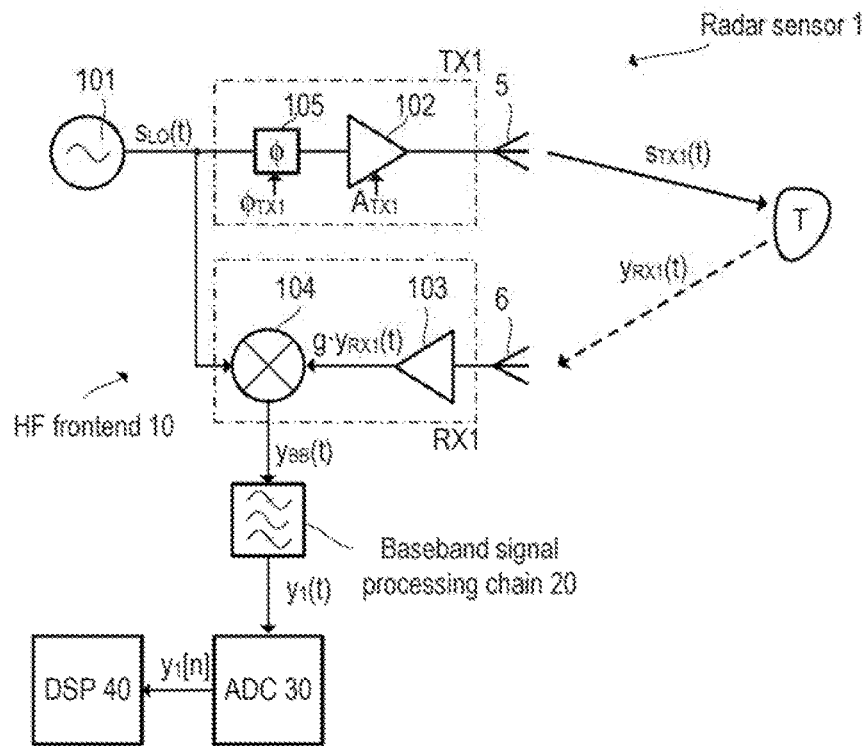 Radar sensor 1
TX1
101
105
102
5
sLO(t)
ϕ
sTX1(t)
ϕTX1
ATX1
T
yRX1(t)
104
103
6
g·yRX1(t)
HF frontend 10
RX1
yBB(t)
Baseband signal
processing chain 20
y1(t)
y1[n]
DSP 40
ADC 30